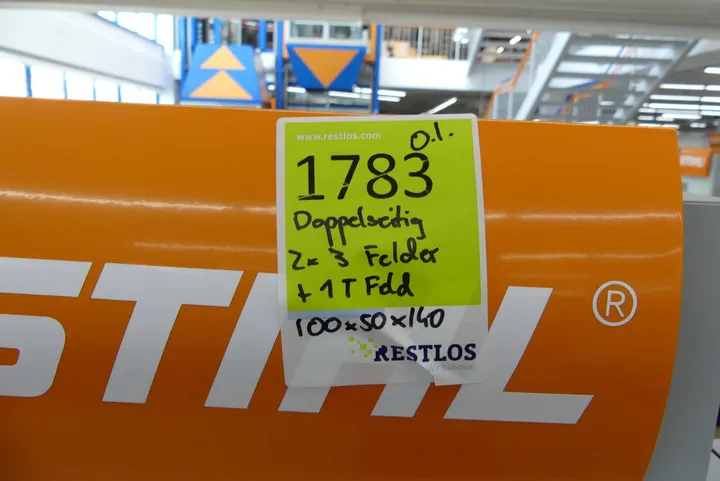 www.restlos.com
O.l.
1783
Doppelseitig
2x 3 Felder
+ 1 T Feld
100x50x140
RESTLOS
STIHL®